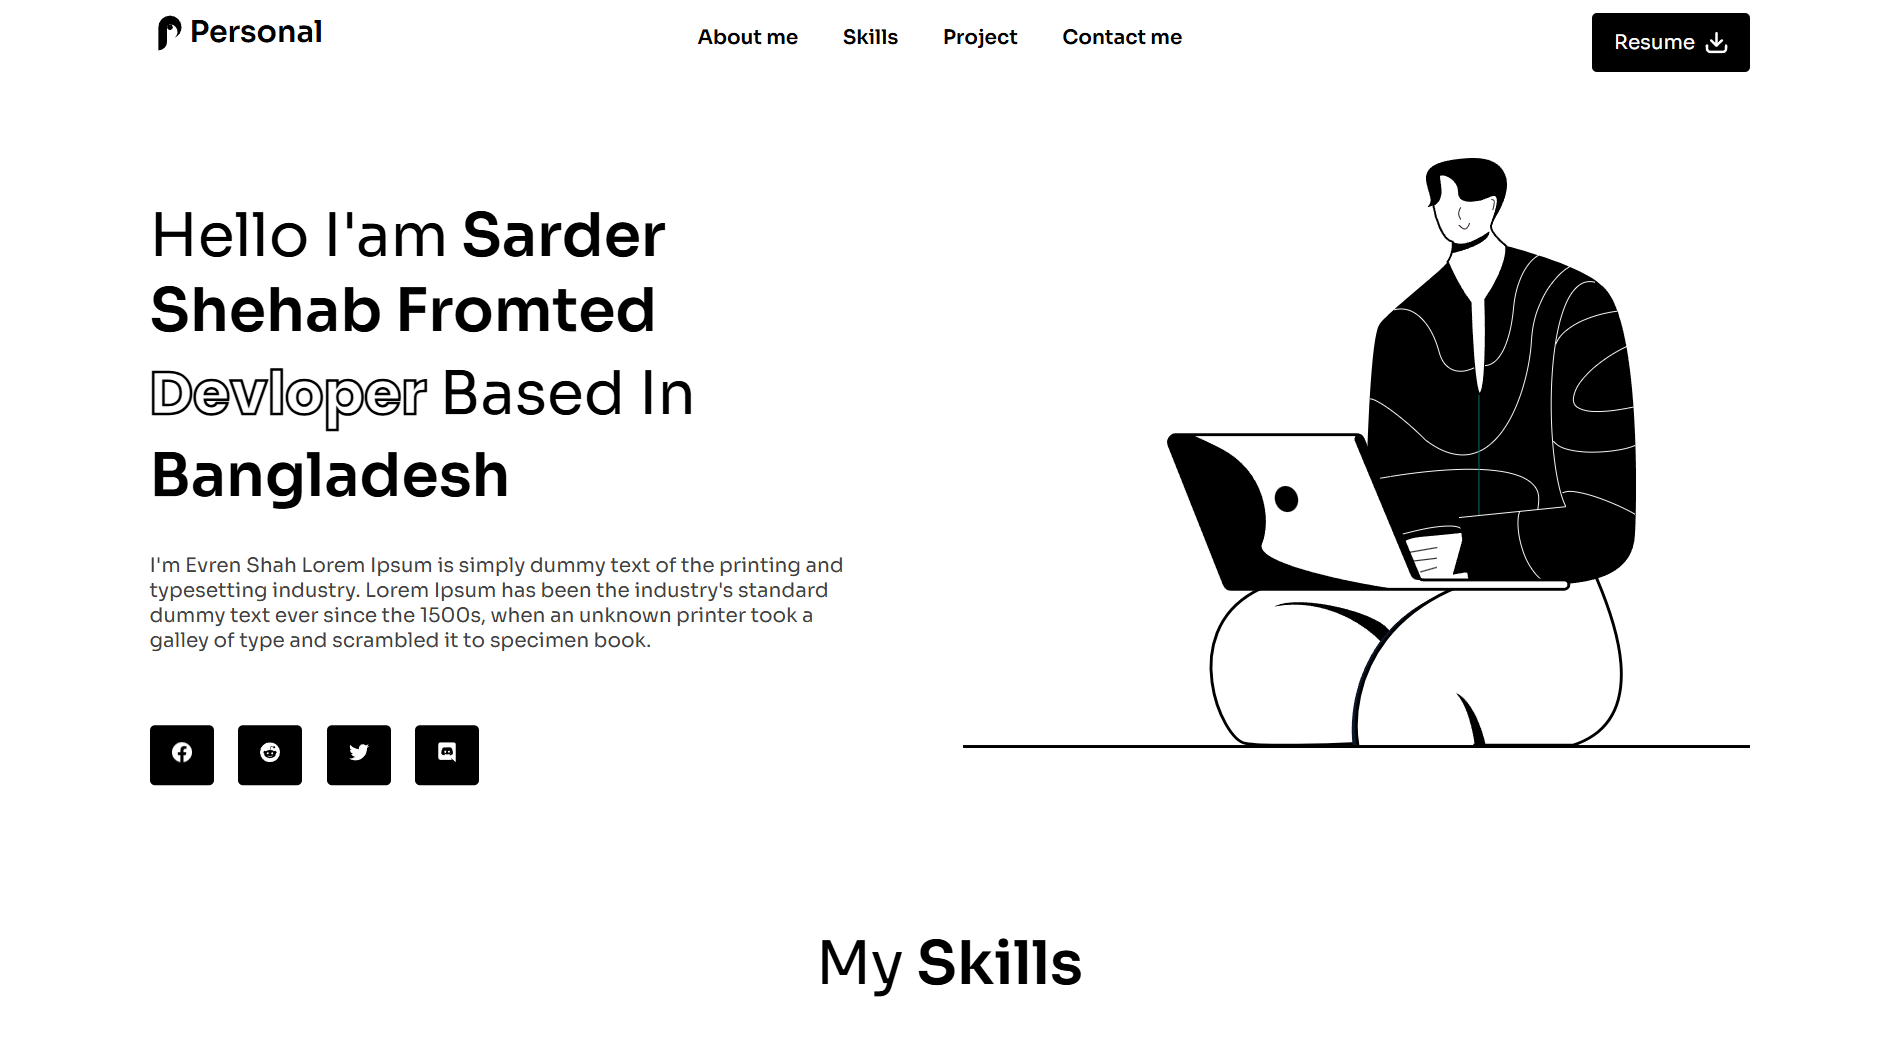 Personal
About me
Skills
Project
Contact me
Resume
Hello I'am Sarder
Shehab Fromted
Devloper Based In
Bangladesh
I'm Evren Shah Lorem Ipsum is simply dummy text of the printing and
typesetting industry. Lorem Ipsum has been the industry's standard
dummy text ever since the 1500s, when an unknown printer took a
galley of type and scrambled it to specimen book.
My Skills